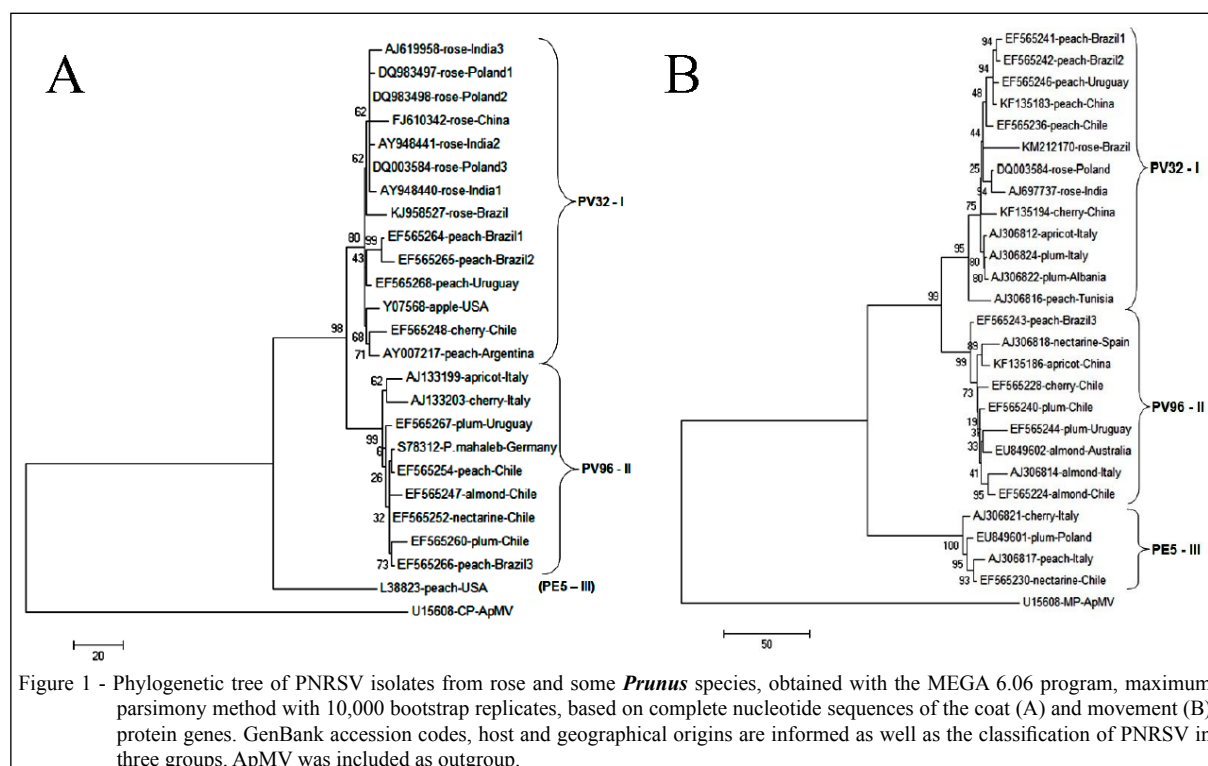 A
AJ619958-rose-India3
DQ983497-rose-Poland1
DQ983498-rose-Poland2
62
FJ610342-rose-China
AY948441-rose-India2
DQ003584-rose-Poland3
62
AY948440-rose-India1
PV32 - I
KJ958527-rose-Brazil
80
99
EF565264-peach-Brazil1
43
EF565265-peach-Brazil2
EF565268-peach-Uruguay
Y07568-apple-USA
98
68
EF565248-cherry-Chile
71
AY007217-peach-Argentina
62
AJ133199-apricot-Italy
AJ133203-cherry-Italy
EF565267-plum-Uruguay
99
6
S78312-P.mahaleb-Germany
PV96 - II
26
EF565254-peach-Chile
EF565247-almond-Chile
32
EF565252-nectarine-Chile
EF565260-plum-Chile
73
EF565266-peach-Brazil3
L38823-peach-USA
(PE5 – III)
U15608-CP-ApMV
20
B
94
EF565241-peach-Brazil1
EF565242-peach-Brazil2
94
EF565246-peach-Uruguay
48
KF135183-peach-China
EF565236-peach-Chile
44
KM212170-rose-Brazil
25
DQ003584-rose-Poland
PV32 - I
94
AJ697737-rose-India
75
KF135194-cherry-China
AJ306812-apricot-Italy
95
AJ306824-plum-Italy
80
80
AJ306822-plum-Albania
99
AJ306816-peach-Tunisia
EF565243-peach-Brazil3
89
AJ306818-nectarine-Spain
99
KF135186-apricot-China
73
EF565228-cherry-Chile
EF565240-plum-Chile
PV96 - II
19
EF565244-plum-Uruguay
33
EU849602-almond-Australia
41
AJ306814-almond-Italy
95
EF565224-almond-Chile
AJ306821-cherry-Italy
100
EU849601-plum-Poland
PE5 - III
95
AJ306817-peach-Italy
93
EF565230-nectarine-Chile
U15608-MP-ApMV
50
Figure 1 - Phylogenetic tree of PNRSV isolates from rose and some Prunus species, obtained with the MEGA 6.06 program, maximum
parsimony method with 10,000 bootstrap replicates, based on complete nucleotide sequences of the coat (A) and movement (B)
protein genes. GenBank accession codes, host and geographical origins are informed as well as the classification of PNRSV in
three groups. ApMV was included as outgroup.